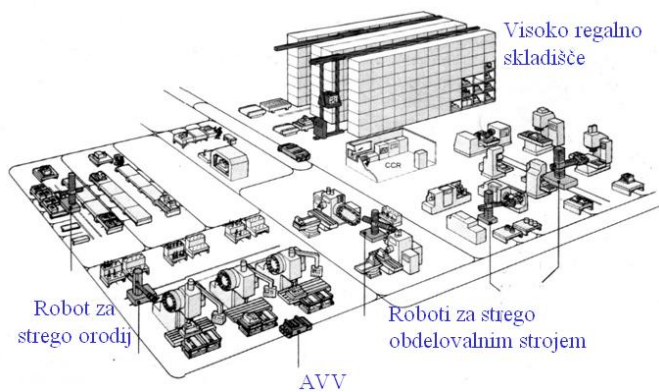 Visoko regalno
skladišče
CCR
Robot za
strego orodij
Roboti za strego
obdelovalnim strojem
AVV